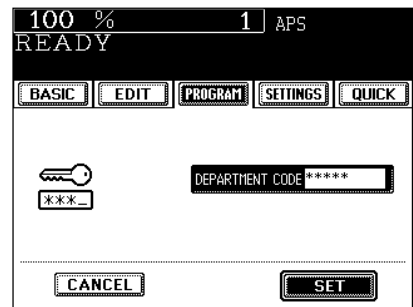 100 % 1 APS
READY
BASIC EDIT PROGRAM SETTINGS QUICK
DEPARTMENT CODE *****
***_
CANCEL SET